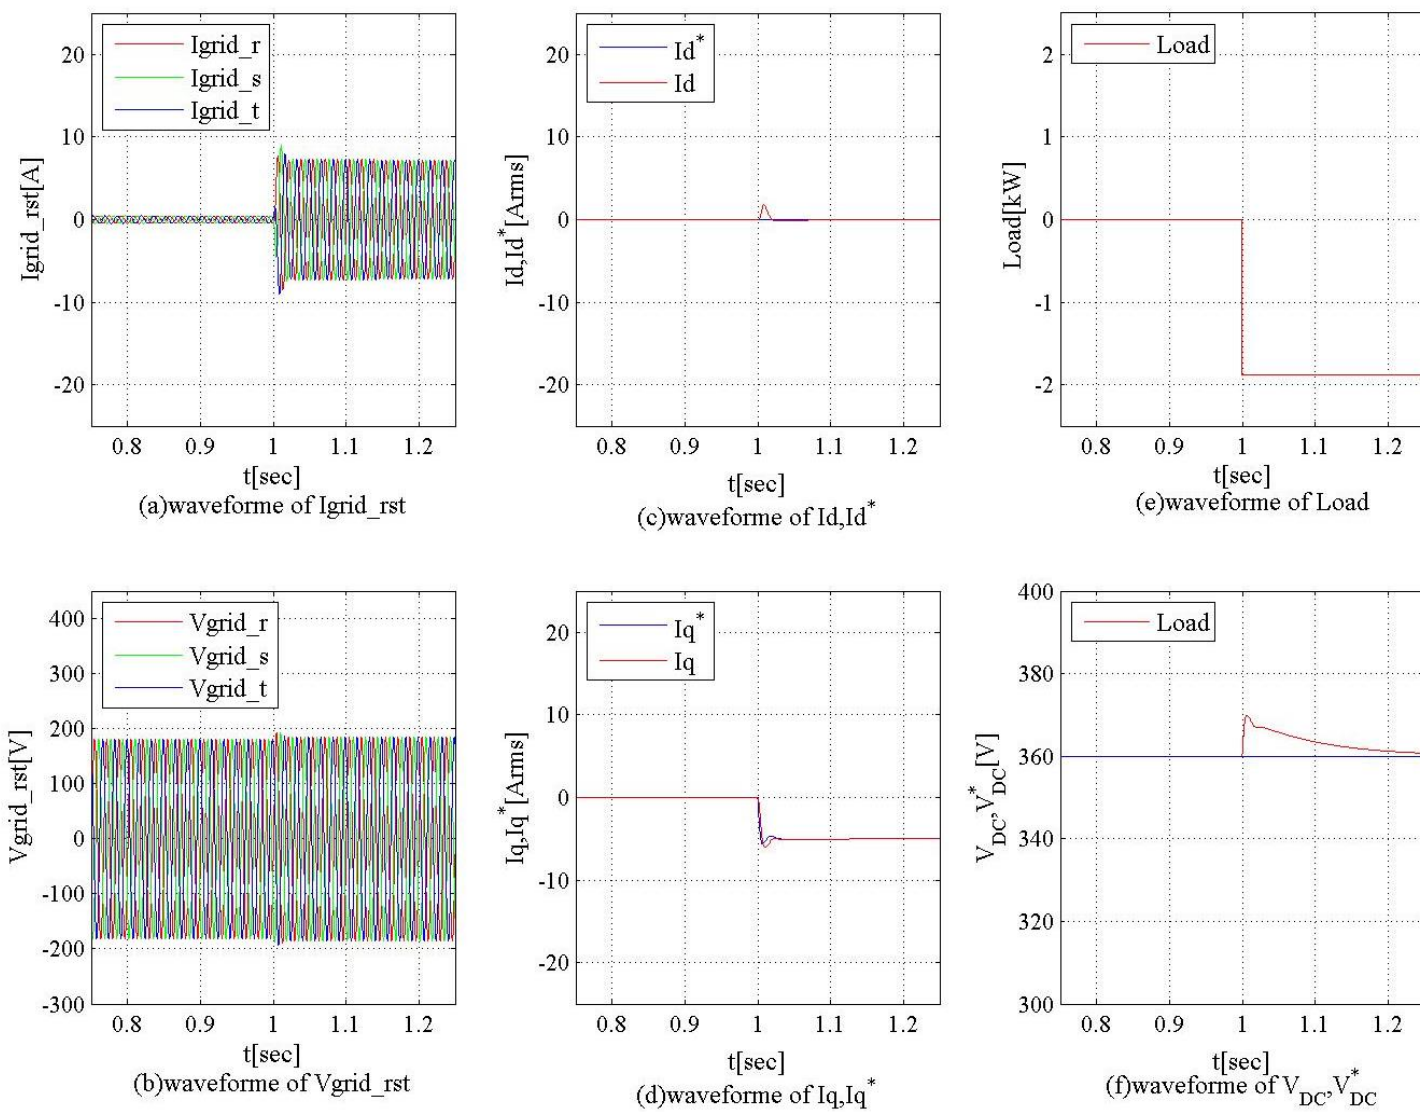 Igrid_rst[A]
20
10
0
-10
-20
Igrid_r
Igrid_s
Igrid_t
0.8 0.9 1 1.1 1.2
t[sec]
(a)waveforme of Igrid_rst
Id,Id* [Arms]
20
10
0
-10
-20
Id*
Id
0.8 0.9 1 1.1 1.2
t[sec]
(c)waveforme of Id,Id*
Load[kW]
2
1
0
-1
-2
Load
0.8 0.9 1 1.1 1.2
t[sec]
(e)waveforme of Load
Vgrid_rst[V]
400
300
200
100
0
-100
-200
-300
Vgrid_r
Vgrid_s
Vgrid_t
0.8 0.9 1 1.1 1.2
t[sec]
(b)waveforme of Vgrid_rst
Iq,Iq* [Arms]
20
10
0
-10
-20
Iq*
Iq
0.8 0.9 1 1.1 1.2
t[sec]
(d)waveforme of Iq,Iq*
V_DC, V*_DC[V]
400
380
360
340
320
300
Load
0.8 0.9 1 1.1 1.2
t[sec]
(f)waveforme of V_DC,V*_DC